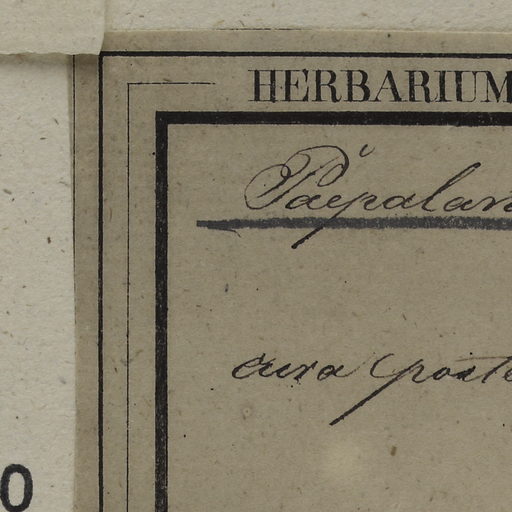 HERBARIUM
Paepalan
cura poste
0